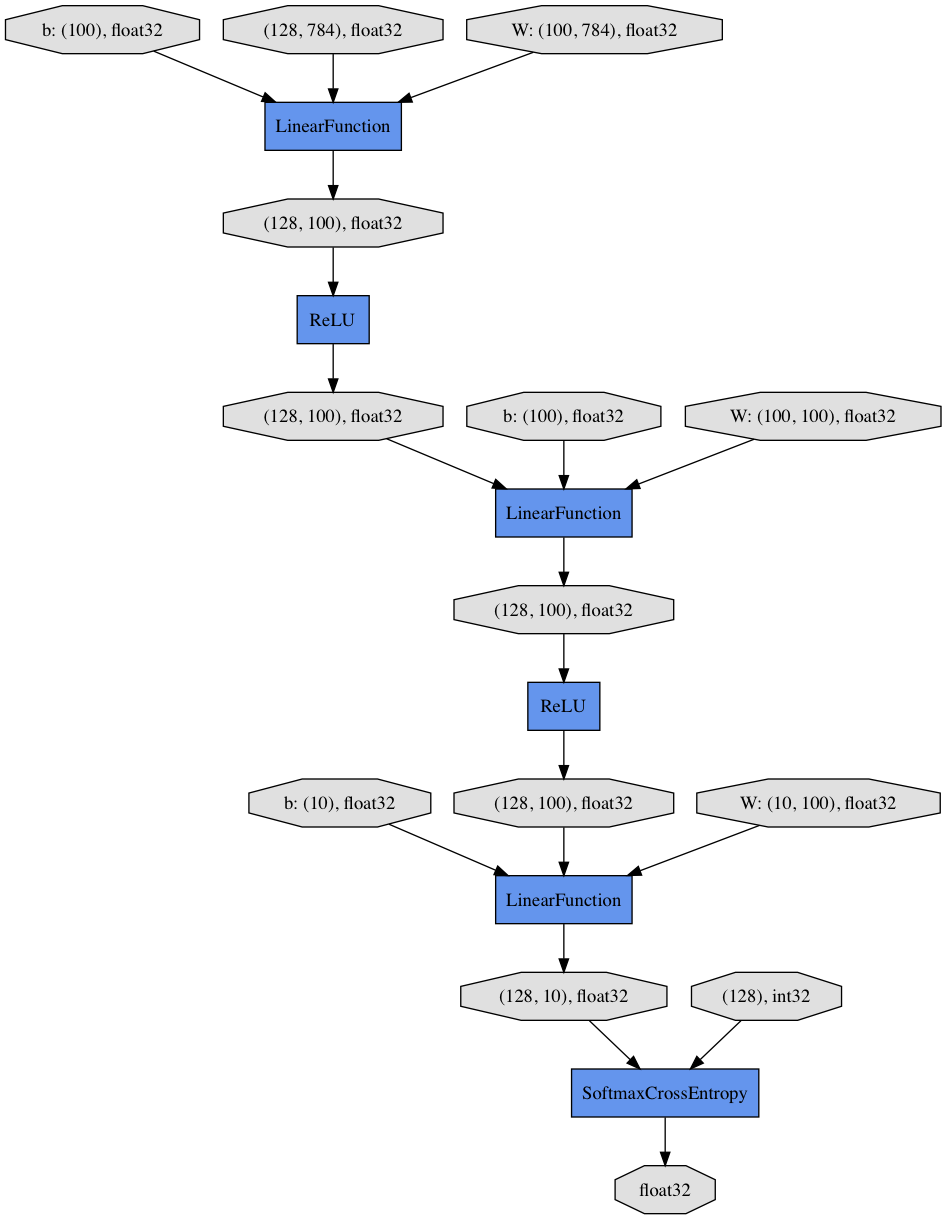 b: (100), float32
(128, 784), float32
W: (100, 784), float32
LinearFunction
(128, 100), float32
ReLU
(128, 100), float32
b: (100), float32
W: (100, 100), float32
LinearFunction
(128, 100), float32
ReLU
b: (10), float32
(128, 100), float32
W: (10, 100), float32
LinearFunction
(128, 10), float32
(128), int32
SoftmaxCrossEntropy
float32